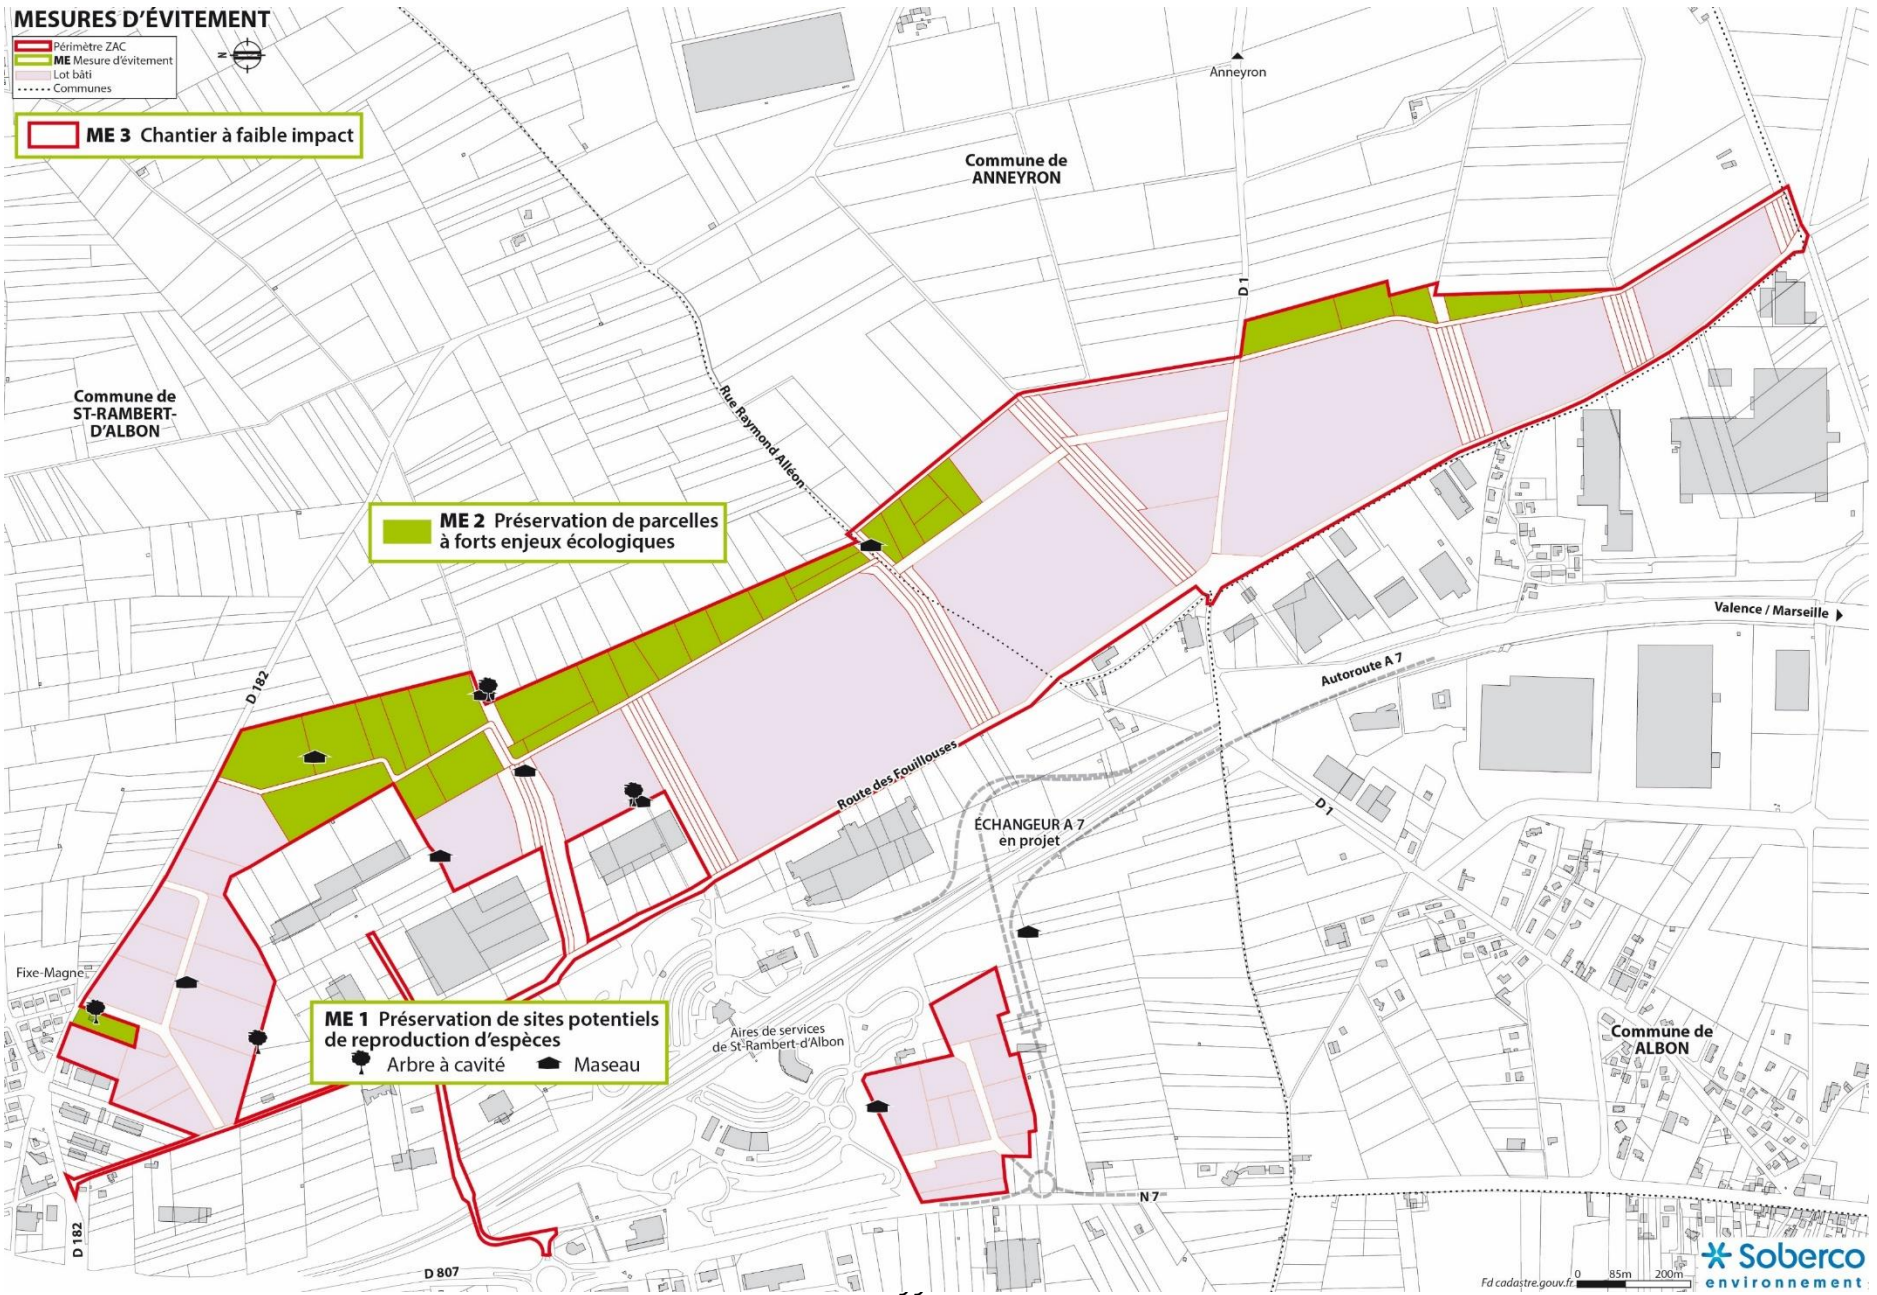 MESURES D'ÉVITEMENT
Périmètre ZAC
ME Mesure d'évitement
Lot bâti
Communes
N
ME 3 Chantier à faible impact
Anneyron
Commune de
ANNEYRON
D 1
Commune de
ST-RAMBERT-
D'ALBON
Rue Raymond Alléon
ME 2 Préservation de parcelles
à forts enjeux écologiques
Valence / Marseille
D 182
Autoroute A 7
Route des Fouillouses
D 1
ÉCHANGEUR A 7
en projet
Fixe-Magne
ME 1 Préservation de sites potentiels
de reproduction d'espèces
Arbre à cavité
Maseau
Aires de services
de St-Rambert-d'Albon
Commune de
ALBON
N 7
D 182
D 807
Fd cadastre.gouv.fr
0 85m 200m
Soberco
environnement